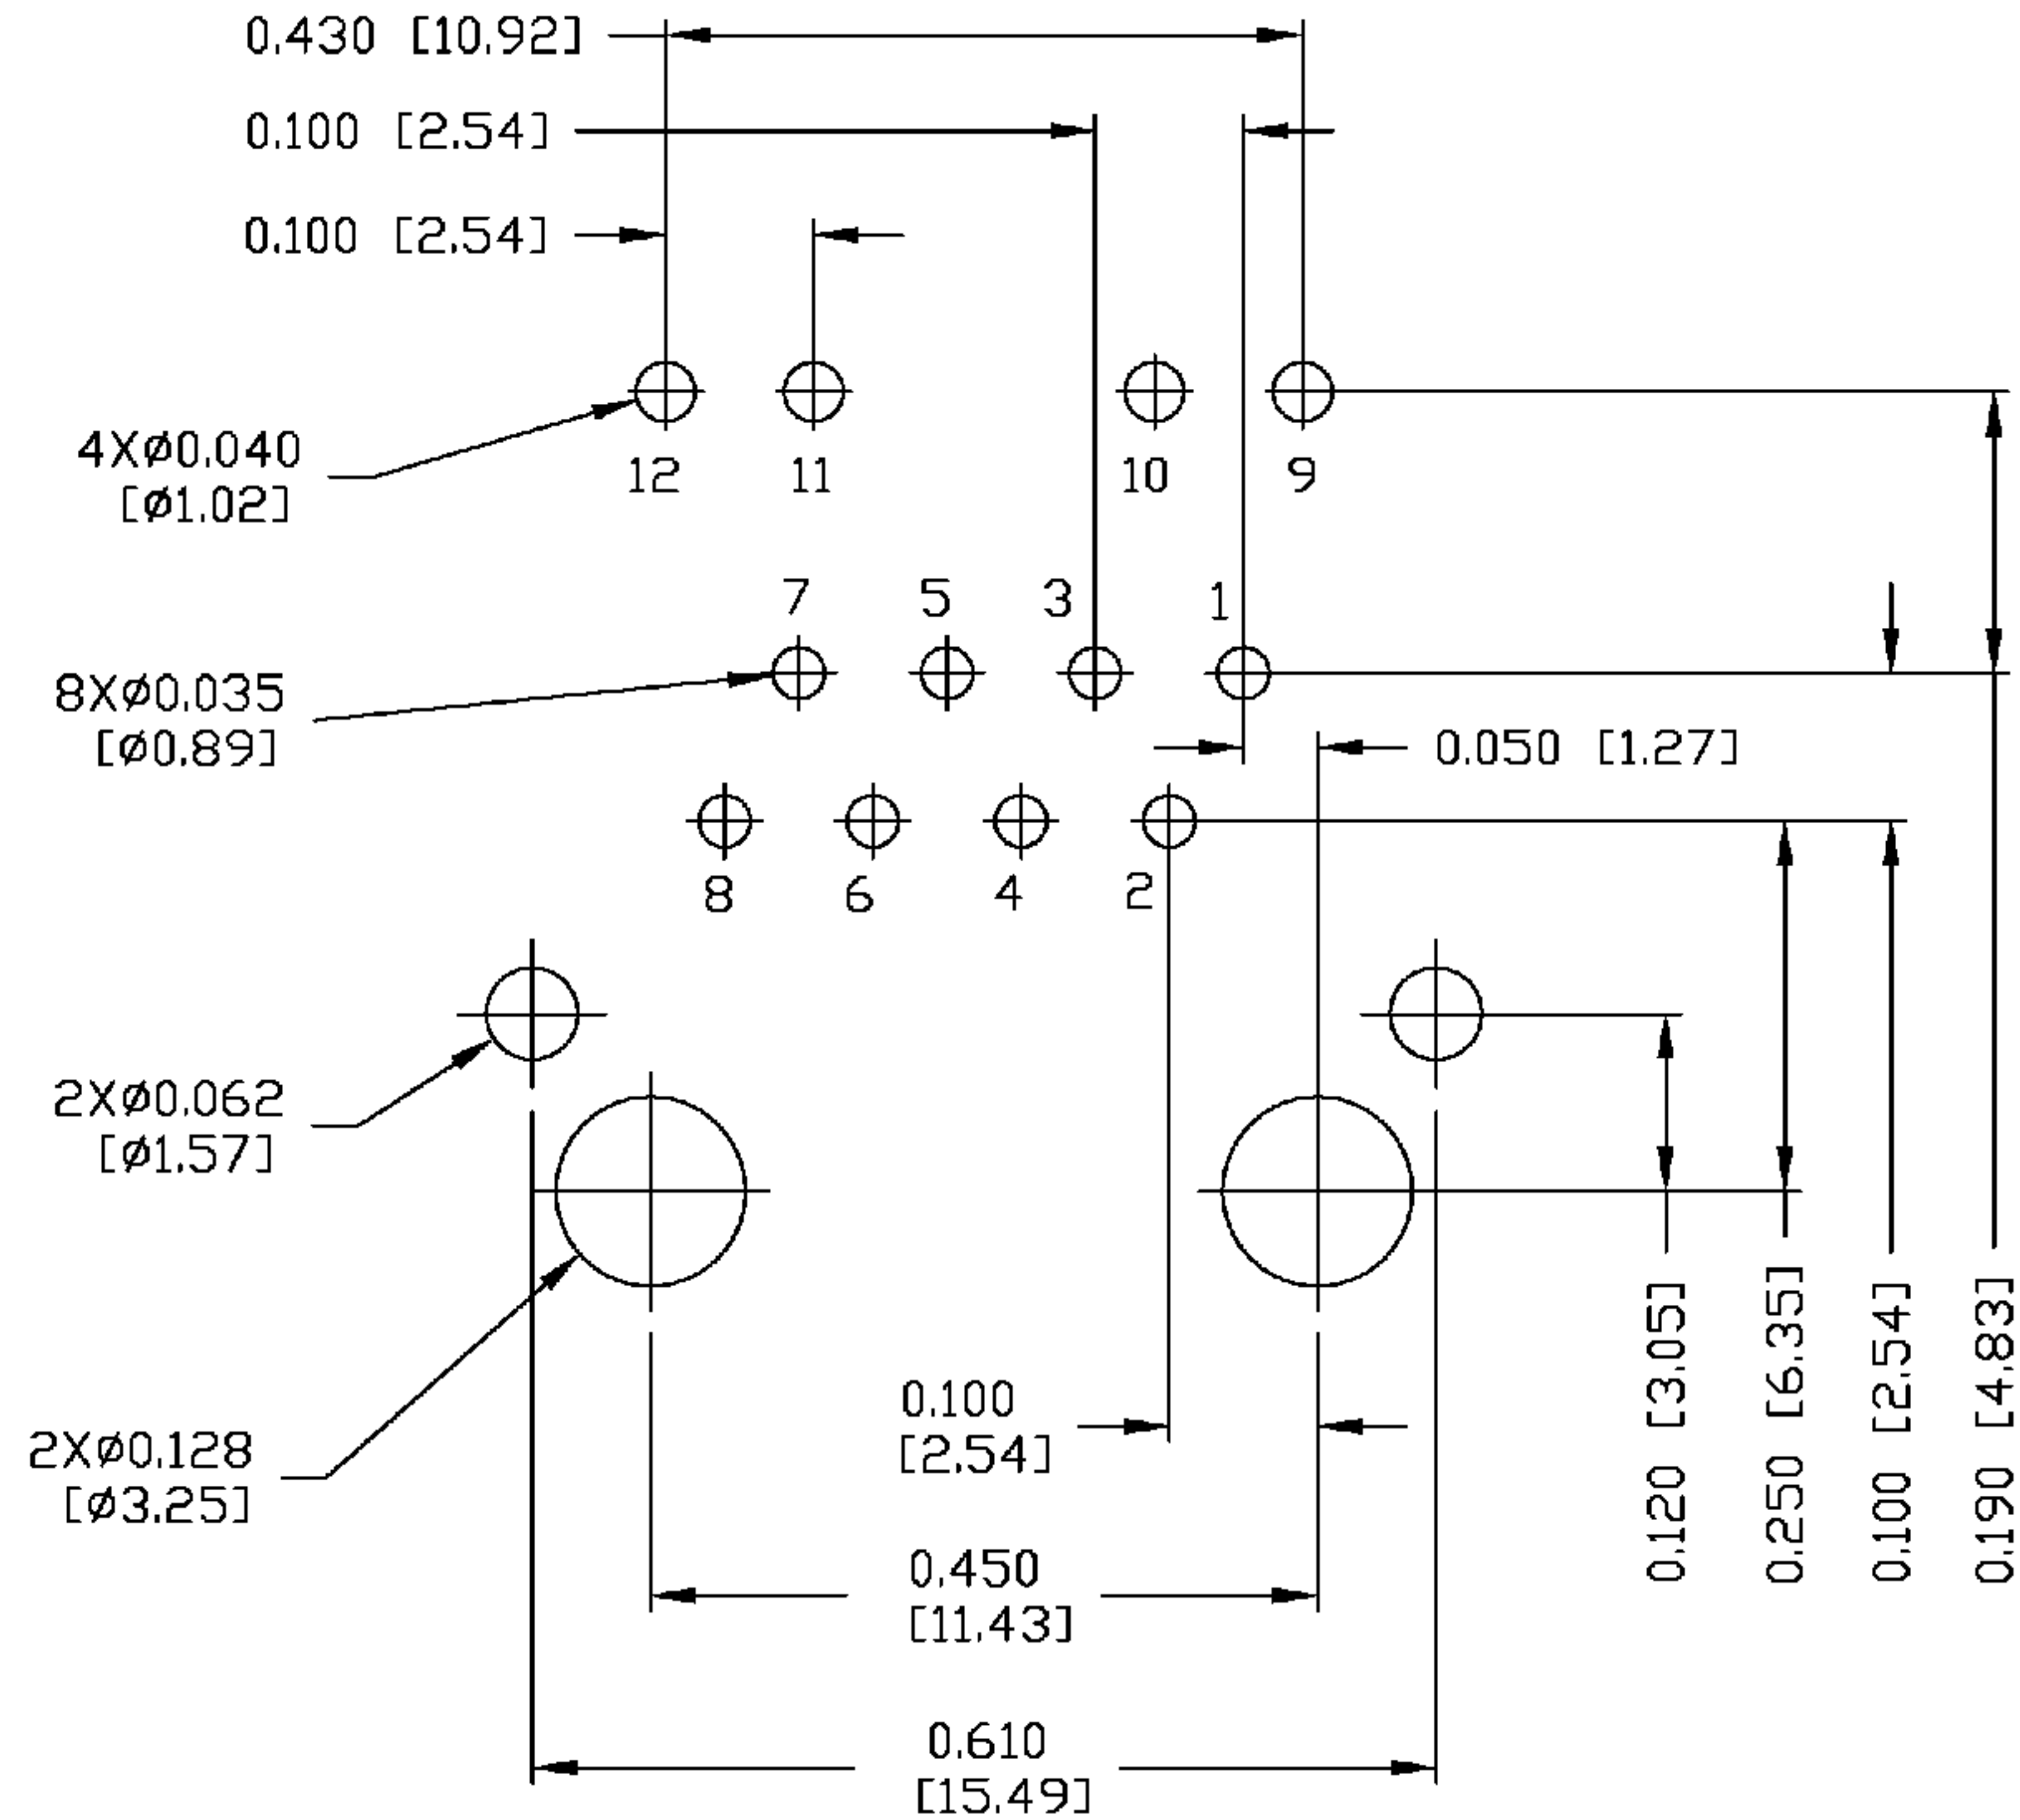 0.430 [10.92]
0.100 [2.54]
0.100 [2.54]
4XØ0.040
[Ø1.02]
12 11 10 9
7 5 3 1
8XØ0.035
[Ø0.89]
0.050 [1.27]
8 6 4 2
2XØ0.062
[Ø1.57]
2XØ0.128
[Ø3.25]
0.100
[2.54]
0.450
[11.43]
0.610
[15.49]
0.120 [3.05]
0.250 [6.35]
0.100 [2.54]
0.190 [4.83]